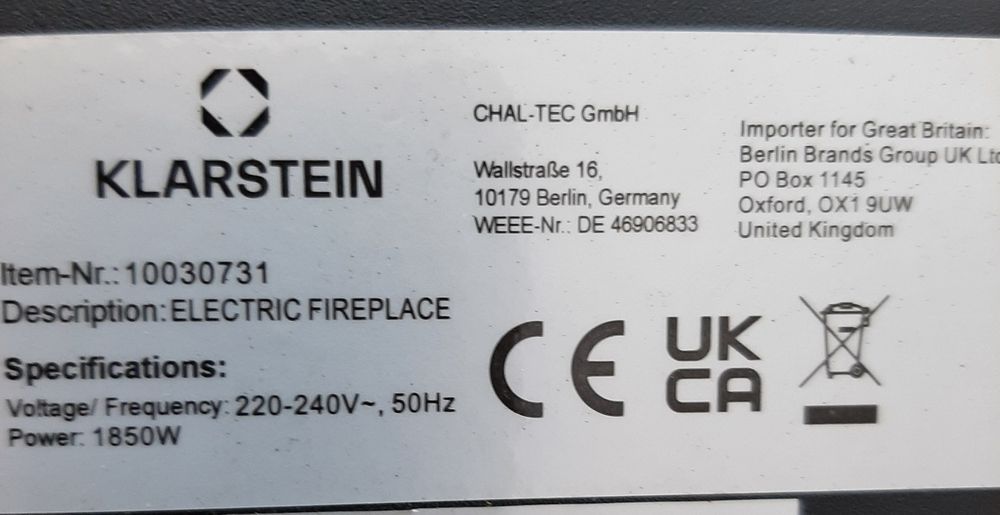 KLARSTEIN
CHAL-TEC GmbH
Wallstraße 16,
10179 Berlin, Germany
WEEE-Nr.: DE 46906833
Importer for Great Britain:
Berlin Brands Group UK Ltd
PO Box 1145
Oxford, OX1 9UW
United Kingdom
Item-Nr.: 10030731
Description: ELECTRIC FIREPLACE
Specifications:
Voltage/ Frequency: 220-240V~, 50Hz
Power: 1850W
CE
UK
CA